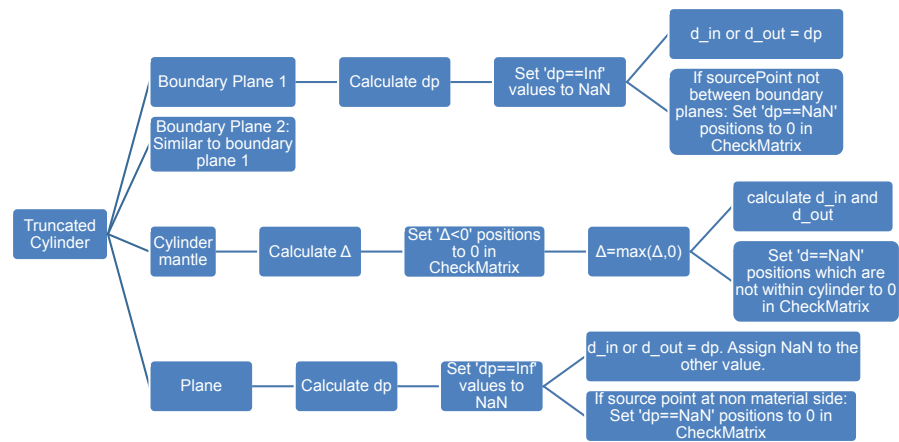 Truncated
Cylinder
Boundary Plane 1
Calculate dp
Set 'dp==Inf'
values to NaN
d_in or d_out = dp
If sourcePoint not
between boundary
planes: Set 'dp==NaN'
positions to 0 in
CheckMatrix
Boundary Plane 2:
Similar to boundary
plane 1
Cylinder
mantle
Calculate Δ
Set 'Δ<0' positions
to 0 in
CheckMatrix
Δ=max(Δ,0)
calculate d_in and
d_out
Set 'd==NaN'
positions which are
not within cylinder to 0
in CheckMatrix
Plane
Calculate dp
Set 'dp==Inf'
values to
NaN
d_in or d_out = dp. Assign NaN to the
other value.
If source point at non material side:
Set 'dp==NaN' positions to 0 in
CheckMatrix